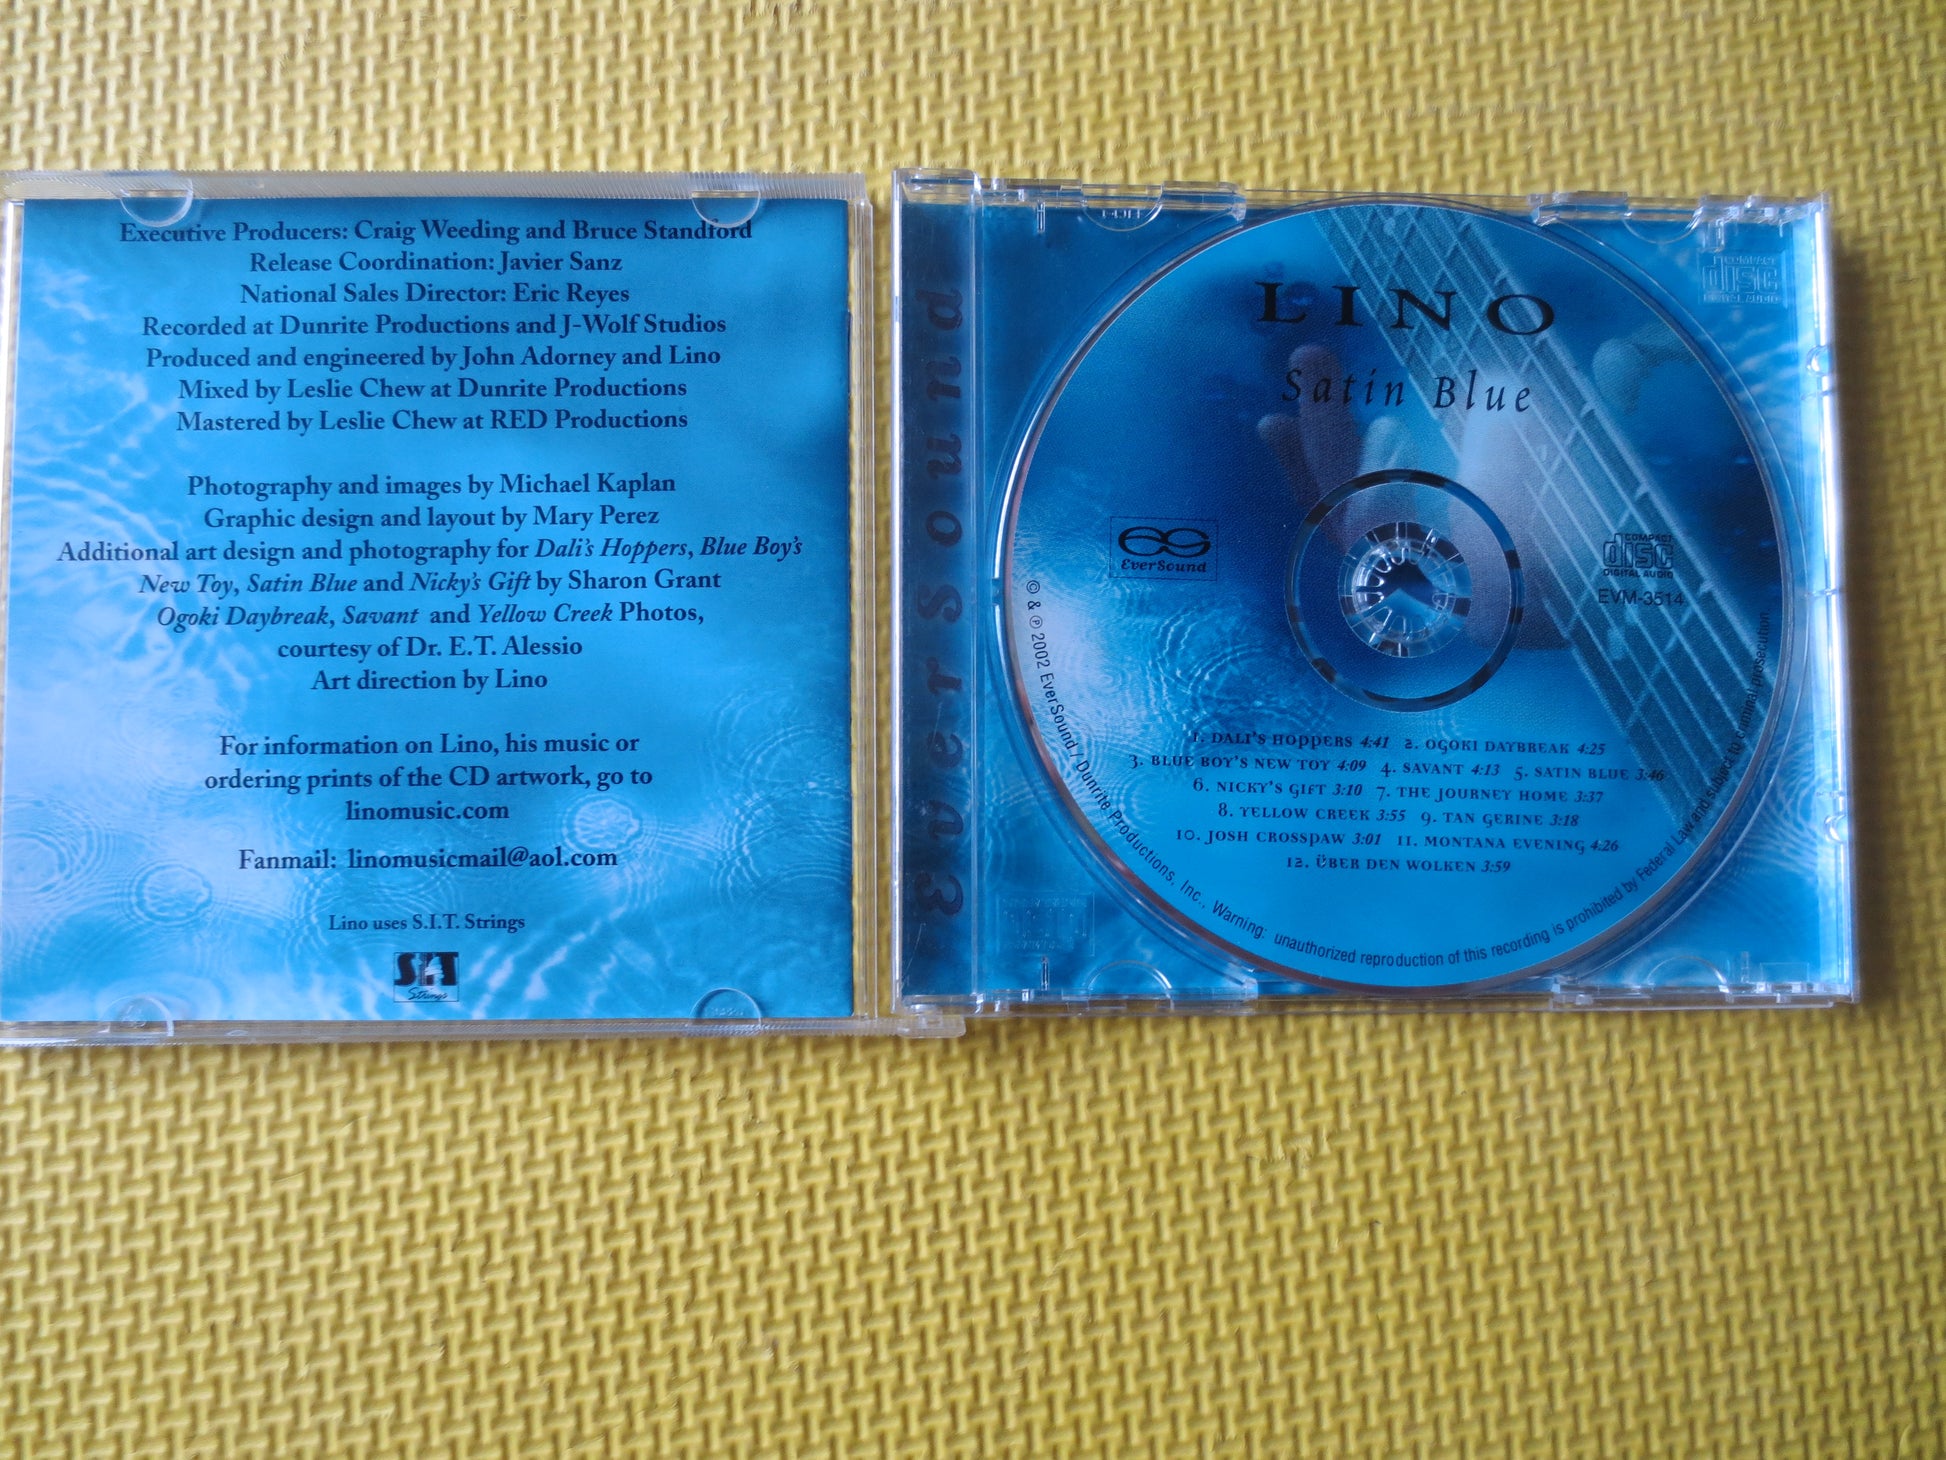 Executive Producers: Craig Weeding and Bruce Standford
Release Coordination: Javier Sanz
National Sales Director: Eric Reyes
Recorded at Dunrite Productions and J-Wolf Studios
Produced and engineered by John Adorney and Lino
Mixed by Leslie Chew at Dunrite Productions
Mastered by Leslie Chew at RED Productions
Photography and images by Michael Kaplan
Graphic design and layout by Mary Perez
Additional art design and photography for Dali's Hoppers, Blue Boy's
New Toy, Satin Blue and Nicky's Gift by Sharon Grant
Ogoki Daybreak, Savant and Yellow Creek Photos,
courtesy of Dr. E.T. Alessio
Art direction by Lino
For information on Lino, his music or
ordering prints of the CD artwork, go to
linomusic.com
Fanmail: linomusicmail@aol.com
Lino uses S.I.T. Strings
SIT
Strings
EverSound
LINO
Satin Blue
EverSound
COMPACT
disc
DIGITAL AUDIO
EVM-3514
1. DALI'S HOPPERS 4:41 2. OGOKI DAYBREAK 4:25
3. BLUE BOY'S NEW TOY 4:09 4. SAVANT 4:13 5. SATIN BLUE 3:46
6. NICKY'S GIFT 3:10 7. THE JOURNEY HOME 3:37
8. YELLOW CREEK 3:55 9. TAN GERINE 3:18
10. JOSH CROSSPAW 3:01 11. MONTANA EVENING 4:26
12. ÜBER DEN WOLKEN 3:59
© & ℗ 2002 EverSound / Dunrite Productions, Inc., Warning: unauthorized reproduction of this recording is prohibited by Federal Law and subject to criminal prosecution
COMPACT
disc
DIGITAL AUDIO